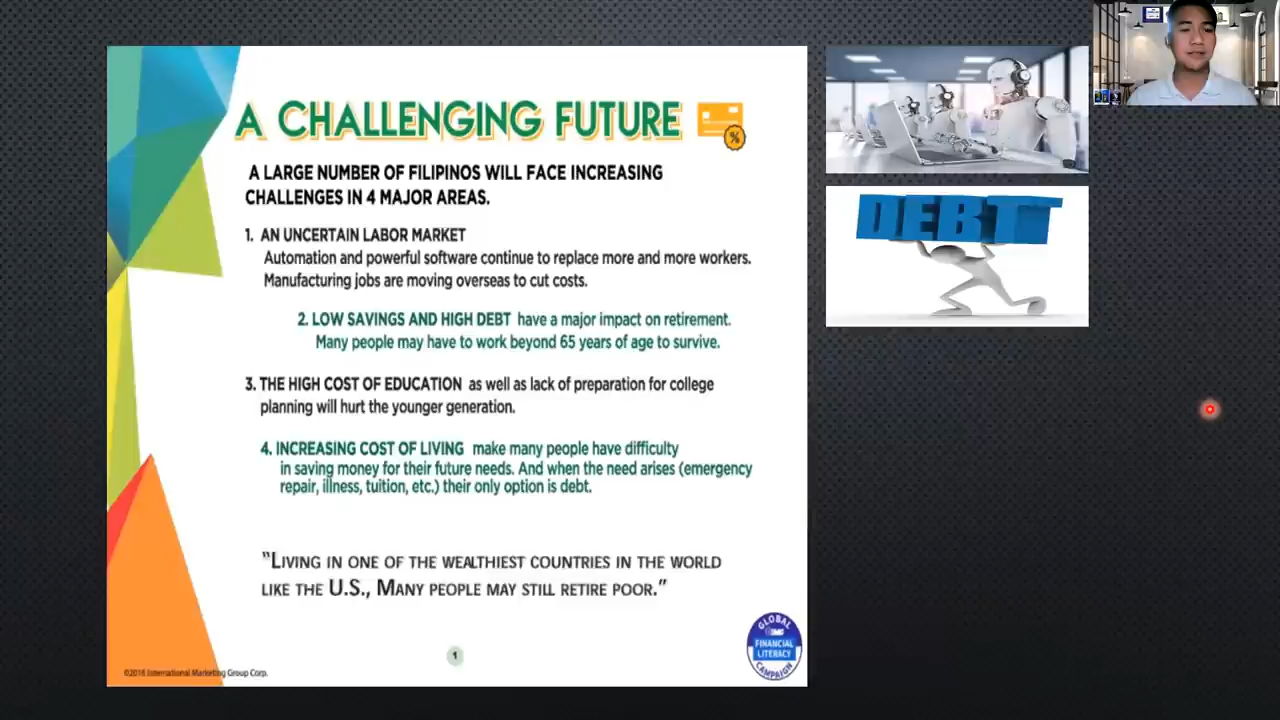 A CHALLENGING FUTURE
%
A LARGE NUMBER OF FILIPINOS WILL FACE INCREASING
CHALLENGES IN 4 MAJOR AREAS.
1. AN UNCERTAIN LABOR MARKET
Automation and powerful software continue to replace more and more workers.
Manufacturing jobs are moving overseas to cut costs.
2. LOW SAVINGS AND HIGH DEBT have a major impact on retirement.
Many people may have to work beyond 65 years of age to survive.
3. THE HIGH COST OF EDUCATION as well as lack of preparation for college
planning will hurt the younger generation.
4. INCREASING COST OF LIVING make many people have difficulty
in saving money for their future needs. And when the need arises (emergency
repair, illness, tuition, etc.) their only option is debt.
"LIVING IN ONE OF THE WEALTHIEST COUNTRIES IN THE WORLD
LIKE THE U.S., MANY PEOPLE MAY STILL RETIRE POOR."
1
©2016 International Marketing Group Corp.
GLOBAL
IMG
FINANCIAL
LITERACY
CAMPAIGN
DEBT